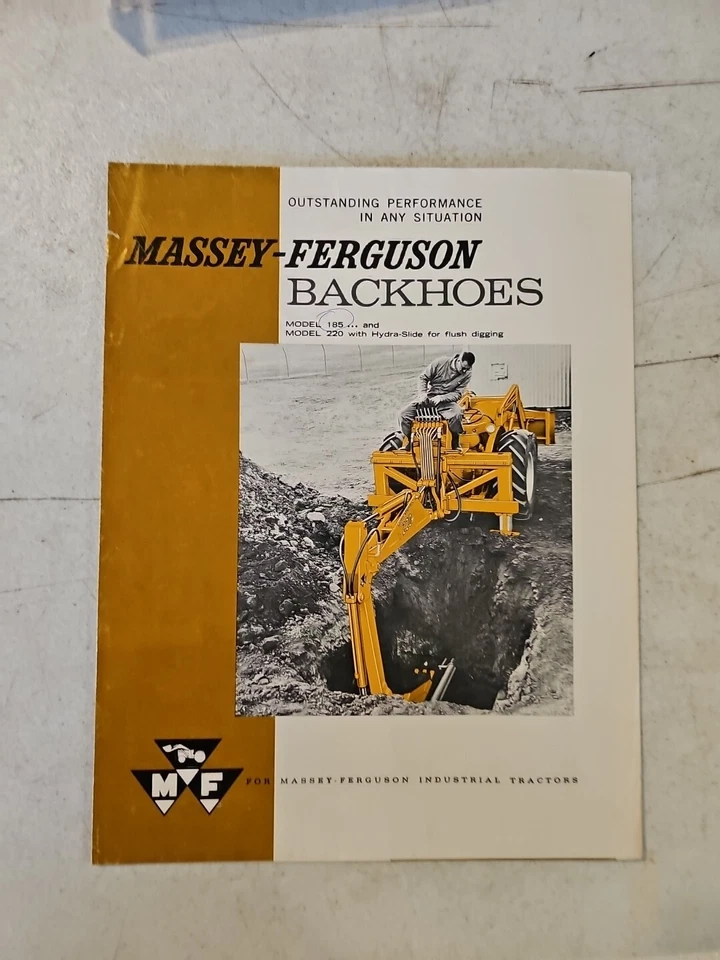 OUTSTANDING PERFORMANCE
IN ANY SITUATION
MASSEY-FERGUSON
BACKHOES
MODEL 185... and
MODEL 220 with Hydra-Slide for flush digging
MF
FOR MASSEY-FERGUSON INDUSTRIAL TRACTORS